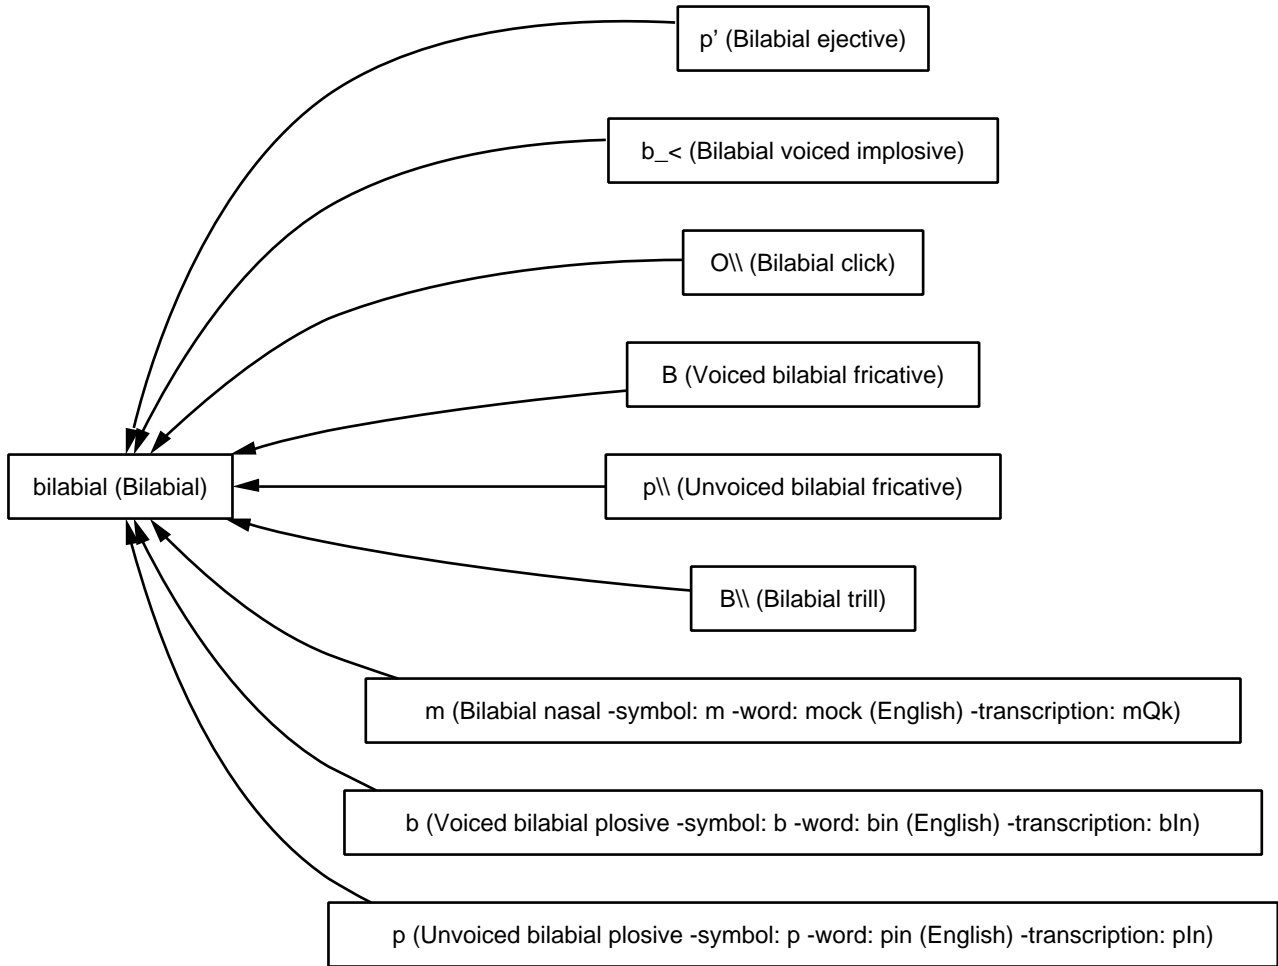 p’ (Bilabial ejective)
b_< (Bilabial voiced implosive)
O\\ (Bilabial click)
B (Voiced bilabial fricative)
bilabial (Bilabial)
p\\ (Unvoiced bilabial fricative)
B\\ (Bilabial trill)
m (Bilabial nasal -symbol: m -word: mock (English) -transcription: mQk)
b (Voiced bilabial plosive -symbol: b -word: bin (English) -transcription: bIn)
p (Unvoiced bilabial plosive -symbol: p -word: pin (English) -transcription: pIn)